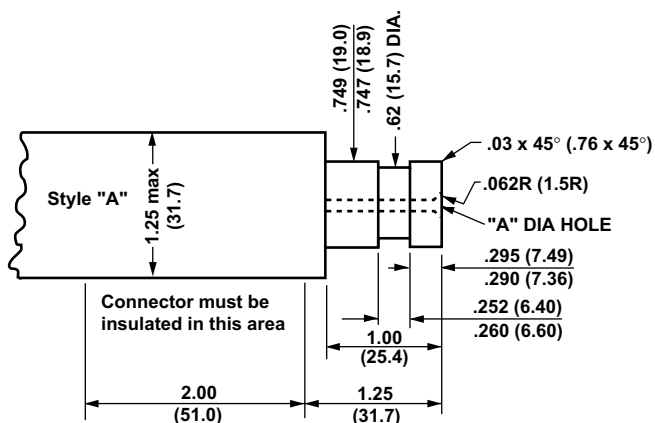 .749 (19.0)
.747 (18.9)
.62 (15.7) DIA.
.03 x 45° (.76 x 45°)
.062R (1.5R)
"A" DIA HOLE
Style "A"
1.25 max
(31.7)
.295 (7.49)
.290 (7.36)
Connector must be
insulated in this area
.252 (6.40)
.260 (6.60)
1.00
(25.4)
2.00
(51.0)
1.25
(31.7)